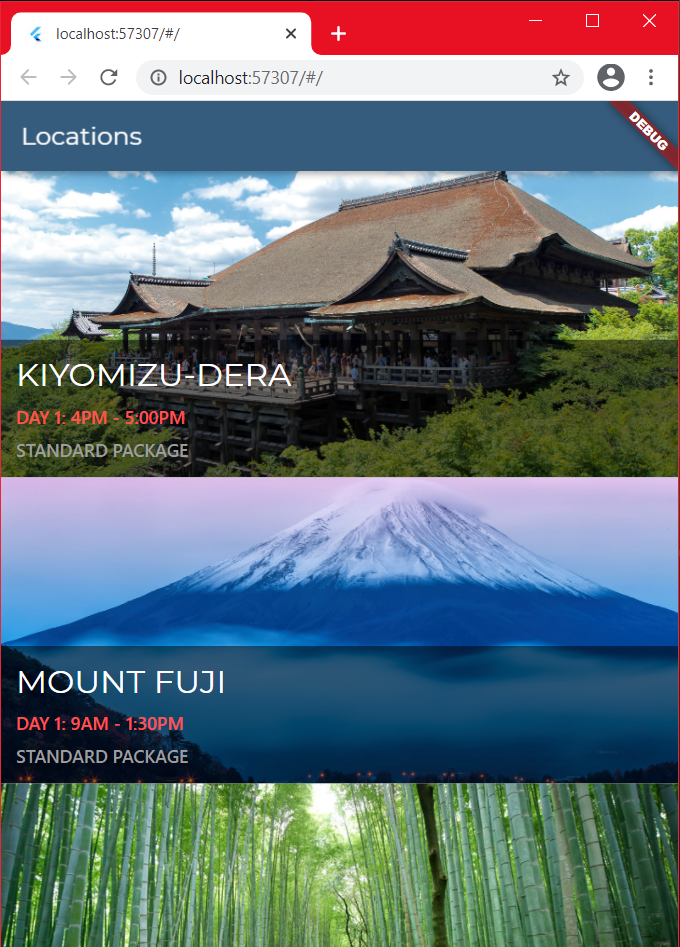 localhost:57307/#/
localhost:57307/#/
Locations
DEBUG
KIYOMIZU-DERA
DAY 1: 4PM - 5:00PM
STANDARD PACKAGE
MOUNT FUJI
DAY 1: 9AM - 1:30PM
STANDARD PACKAGE